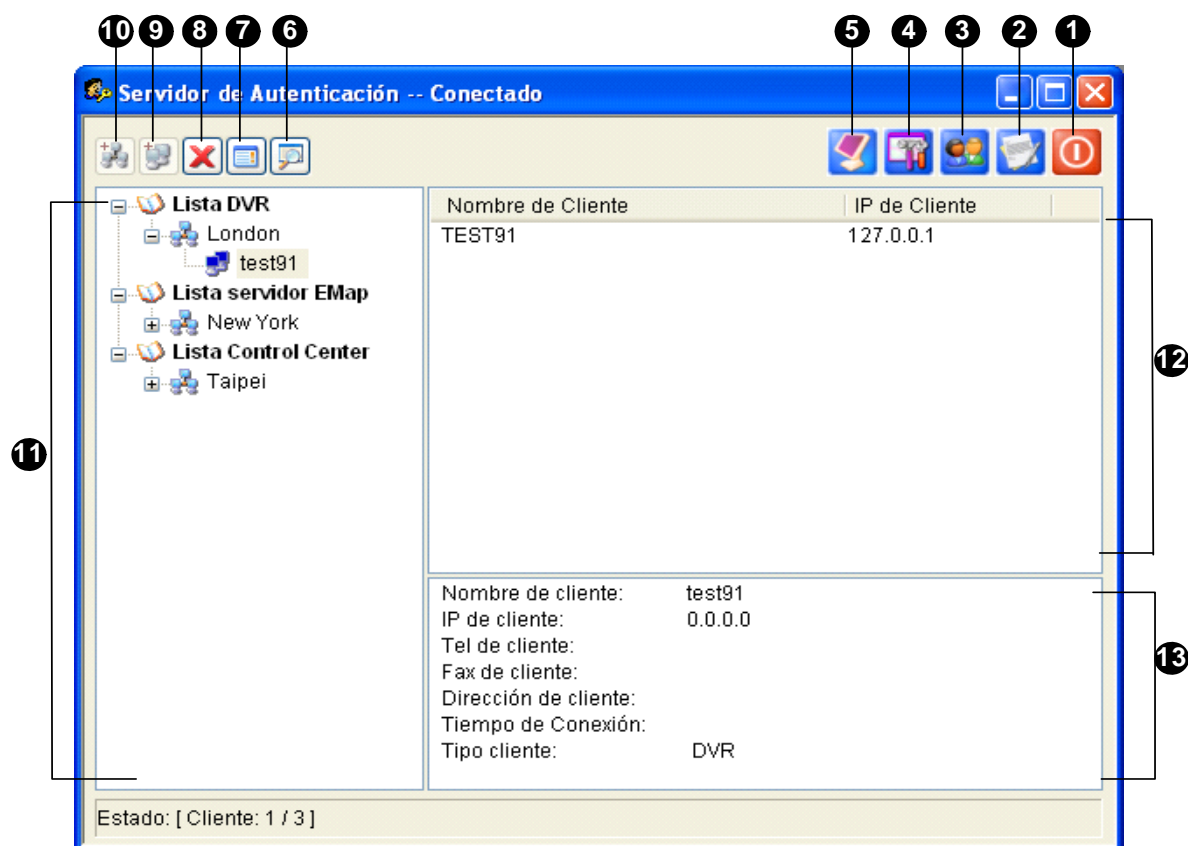 10 9 8 7 6 5 4 3 2 1
Servidor de Autenticación -- Conectado
Lista DVR
London
test91
Lista servidor EMap
New York
Lista Control Center
Taipei
11
Nombre de Cliente IP de Cliente
TEST91 127.0.0.1
12
Nombre de cliente: test91
IP de cliente: 0.0.0.0
Tel de cliente:
Fax de cliente:
Dirección de cliente:
Tiempo de Conexión:
Tipo cliente: DVR
13
Estado: [ Cliente: 1 / 3 ]